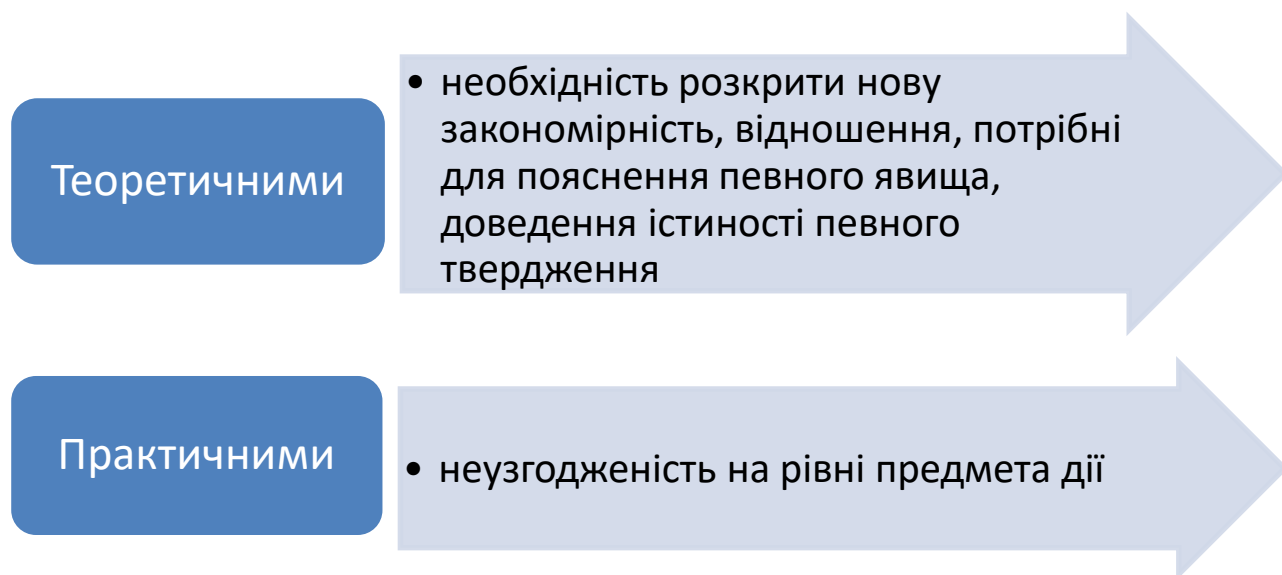 Теоретичними
• необхідність розкрити нову
закономірність, відношення, потрібні
для пояснення певного явища,
доведення істиності певного
твердження
Практичними
• неузгодженість на рівні предмета дії